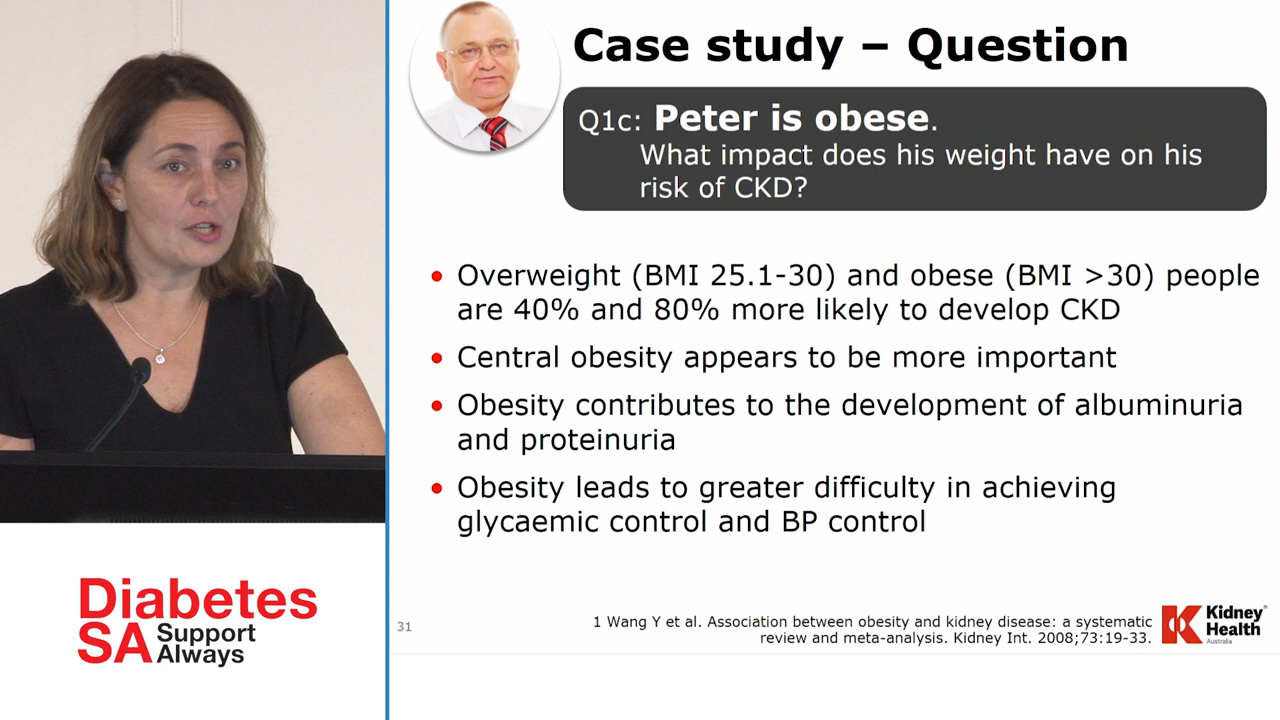 Case study – Question
Q1c: Peter is obese.
What impact does his weight have on his
risk of CKD?
• Overweight (BMI 25.1-30) and obese (BMI >30) people
are 40% and 80% more likely to develop CKD
• Central obesity appears to be more important
• Obesity contributes to the development of albuminuria
and proteinuria
• Obesity leads to greater difficulty in achieving
glycaemic control and BP control
31
1 Wang Y et al. Association between obesity and kidney disease: a systematic
review and meta-analysis. Kidney Int. 2008;73:19-33.
Kidney
Health
Australia
Diabetes
SA Support
Always